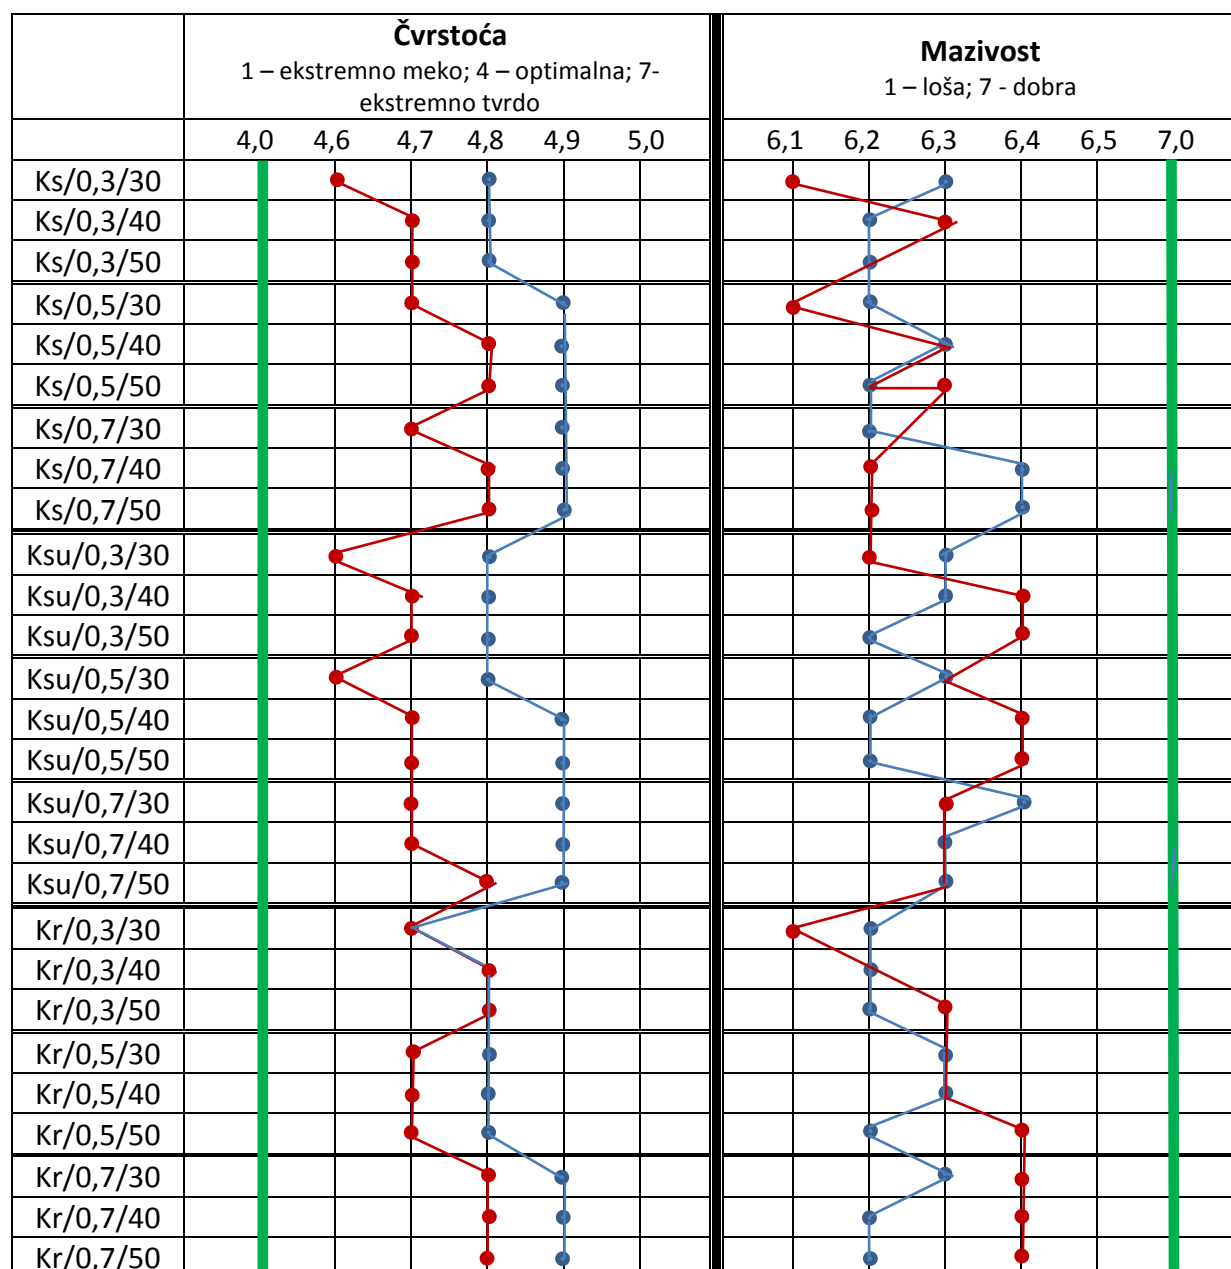 Čvrstoća
1 – ekstremno meko; 4 – optimalna; 7-
ekstremno tvrdo
Mazivost
1 – loša; 7 - dobra
4,0 4,6 4,7 4,8 4,9 5,0 6,1 6,2 6,3 6,4 6,5 7,0
Ks/0,3/30
Ks/0,3/40
Ks/0,3/50
Ks/0,5/30
Ks/0,5/40
Ks/0,5/50
Ks/0,7/30
Ks/0,7/40
Ks/0,7/50
Ksu/0,3/30
Ksu/0,3/40
Ksu/0,3/50
Ksu/0,5/30
Ksu/0,5/40
Ksu/0,5/50
Ksu/0,7/30
Ksu/0,7/40
Ksu/0,7/50
Kr/0,3/30
Kr/0,3/40
Kr/0,3/50
Kr/0,5/30
Kr/0,5/40
Kr/0,5/50
Kr/0,7/30
Kr/0,7/40
Kr/0,7/50